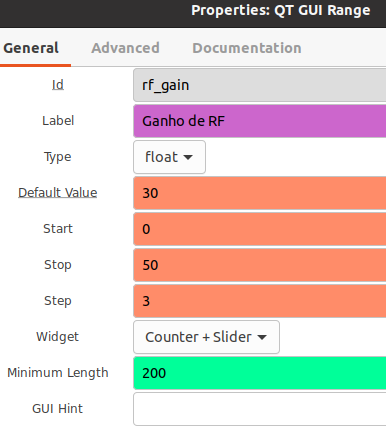 Properties: QT GUI Range
General Advanced Documentation
Id rf_gain
Label Ganho de RF
Type float
Default Value 30
Start 0
Stop 50
Step 3
Widget Counter + Slider
Minimum Length 200
GUI Hint